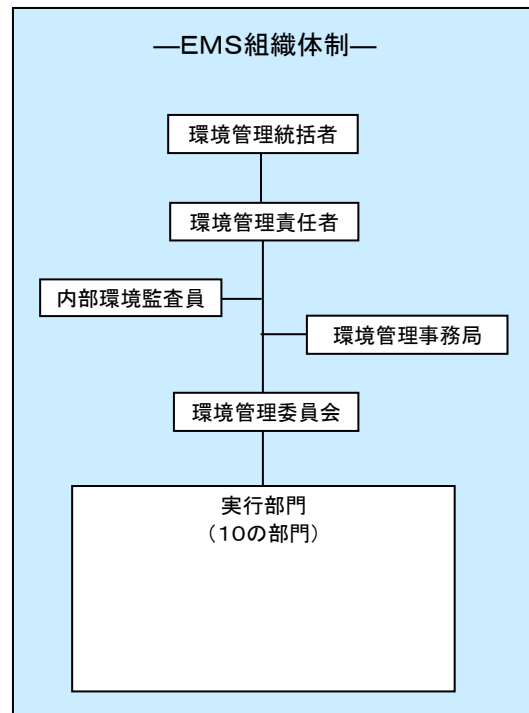 ―EMS組織体制―
環境管理統括者
環境管理責任者
内部環境監査員
環境管理事務局
環境管理委員会
実行部門
(10の部門)